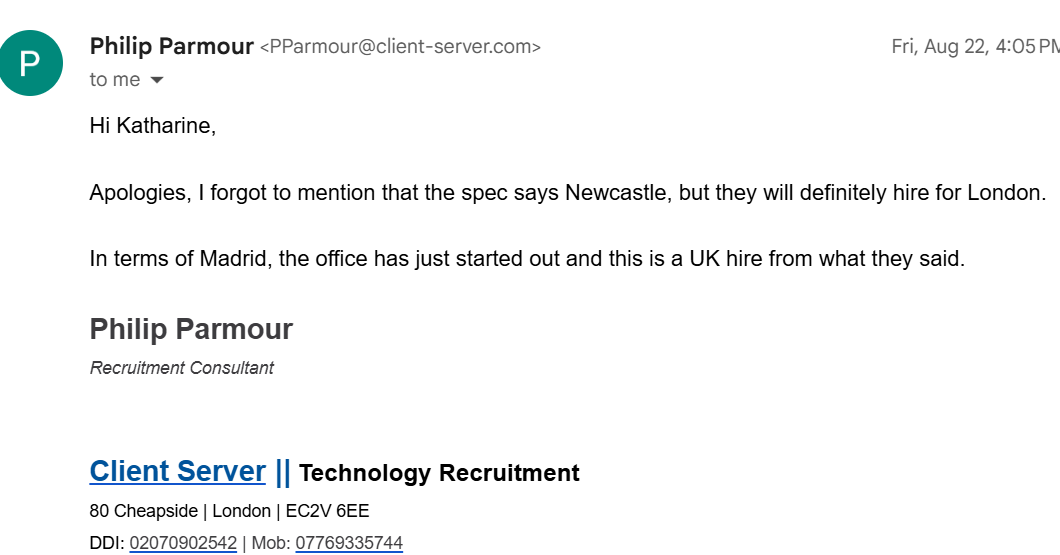 P
Philip Parmour <PParmour@client-server.com>
Fri, Aug 22, 4:05 PM
to me
Hi Katharine,
Apologies, I forgot to mention that the spec says Newcastle, but they will definitely hire for London.
In terms of Madrid, the office has just started out and this is a UK hire from what they said.
Philip Parmour
Recruitment Consultant
Client Server || Technology Recruitment
80 Cheapside | London | EC2V 6EE
DDI: 02070902542 | Mob: 07769335744